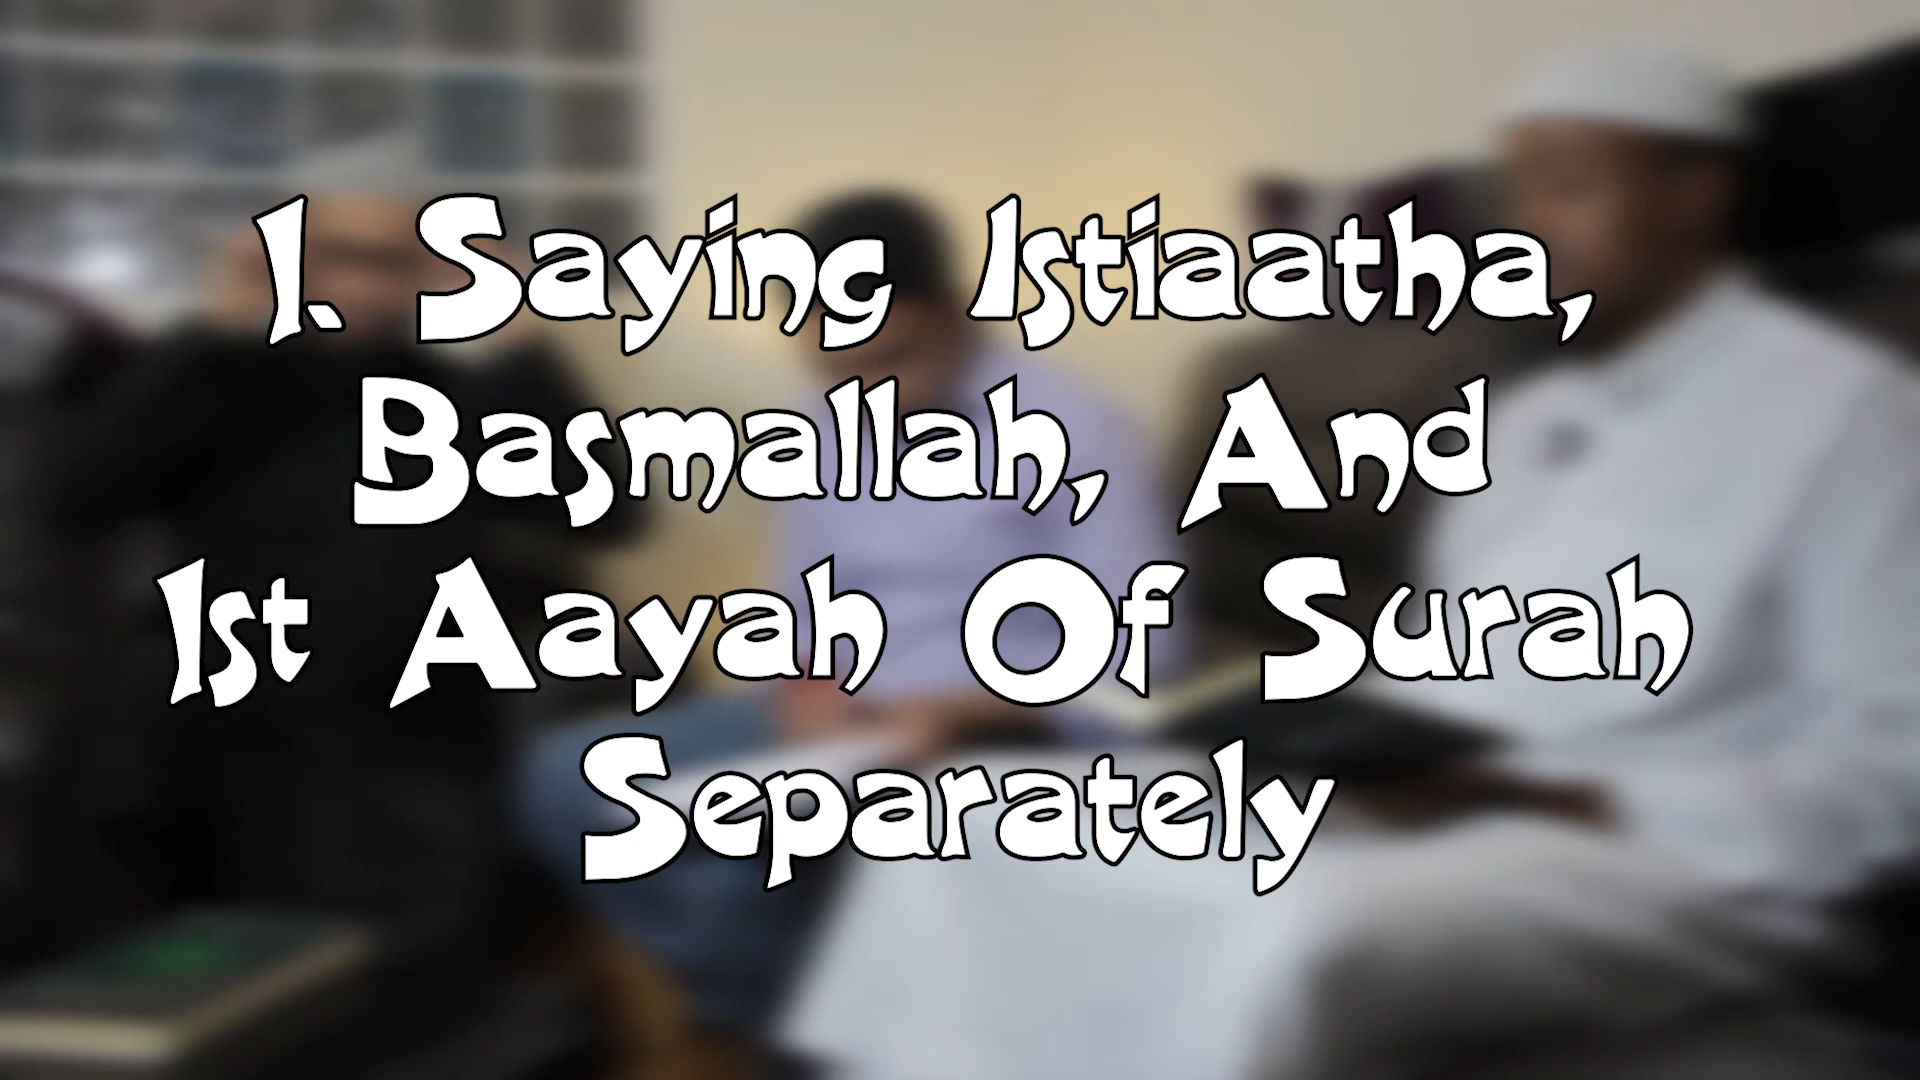 1. Saying Istiaatha,
Basmallah, And
1st Aayah Of Surah
Separately